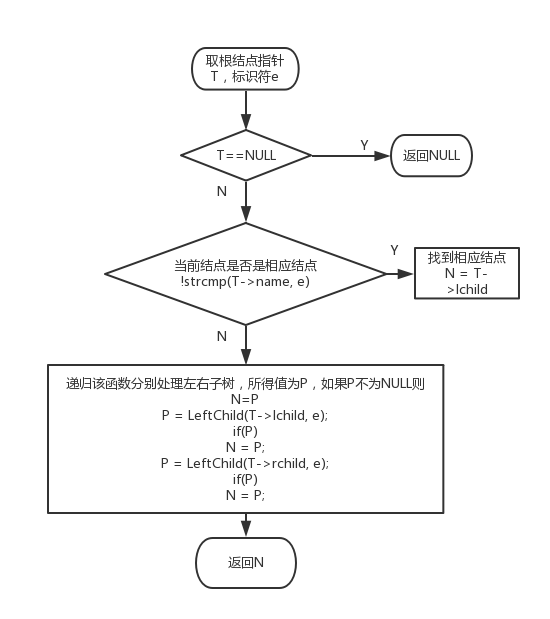 取根结点指针
T，标识符e
T==NULL
Y
返回NULL
N
当前结点是否是相应结点
!strcmp(T->name, e)
Y
找到相应结点
N = T-
>lchild
N
递归该函数分别处理左右子树，所得值为P，如果P不为NULL则
N=P
P = LeftChild(T->lchild, e);
if(P)
N = P;
P = LeftChild(T->rchild, e);
if(P)
N = P;
返回N